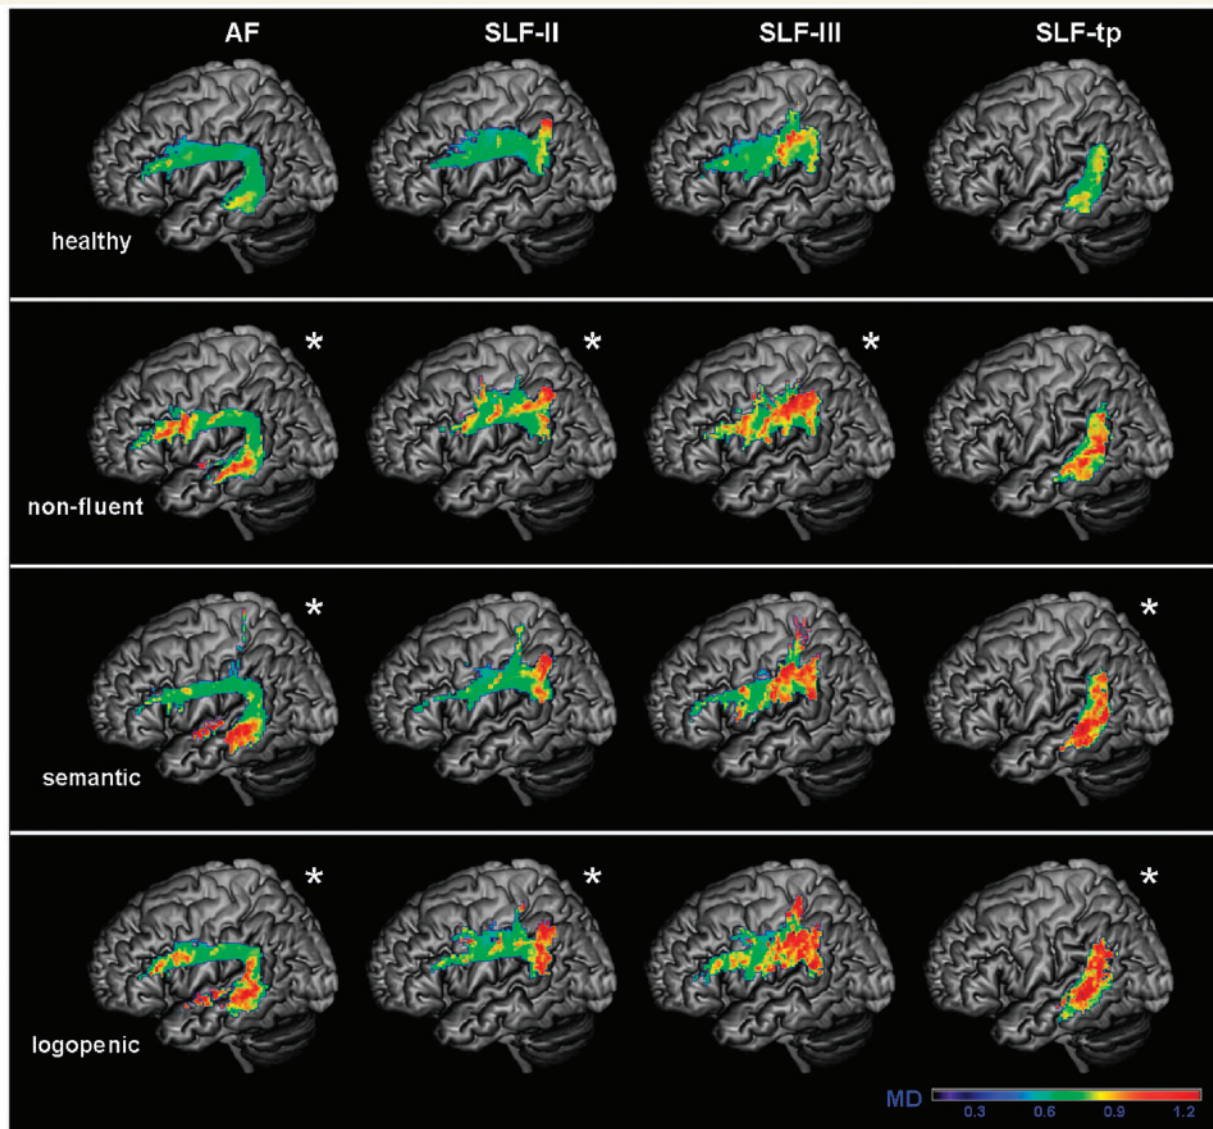 AF SLF-II SLF-III SLF-tp
healthy
* * *
non-fluent
* *
semantic
* * *
logopenic
MD
0.3 0.6 0.9 1.2